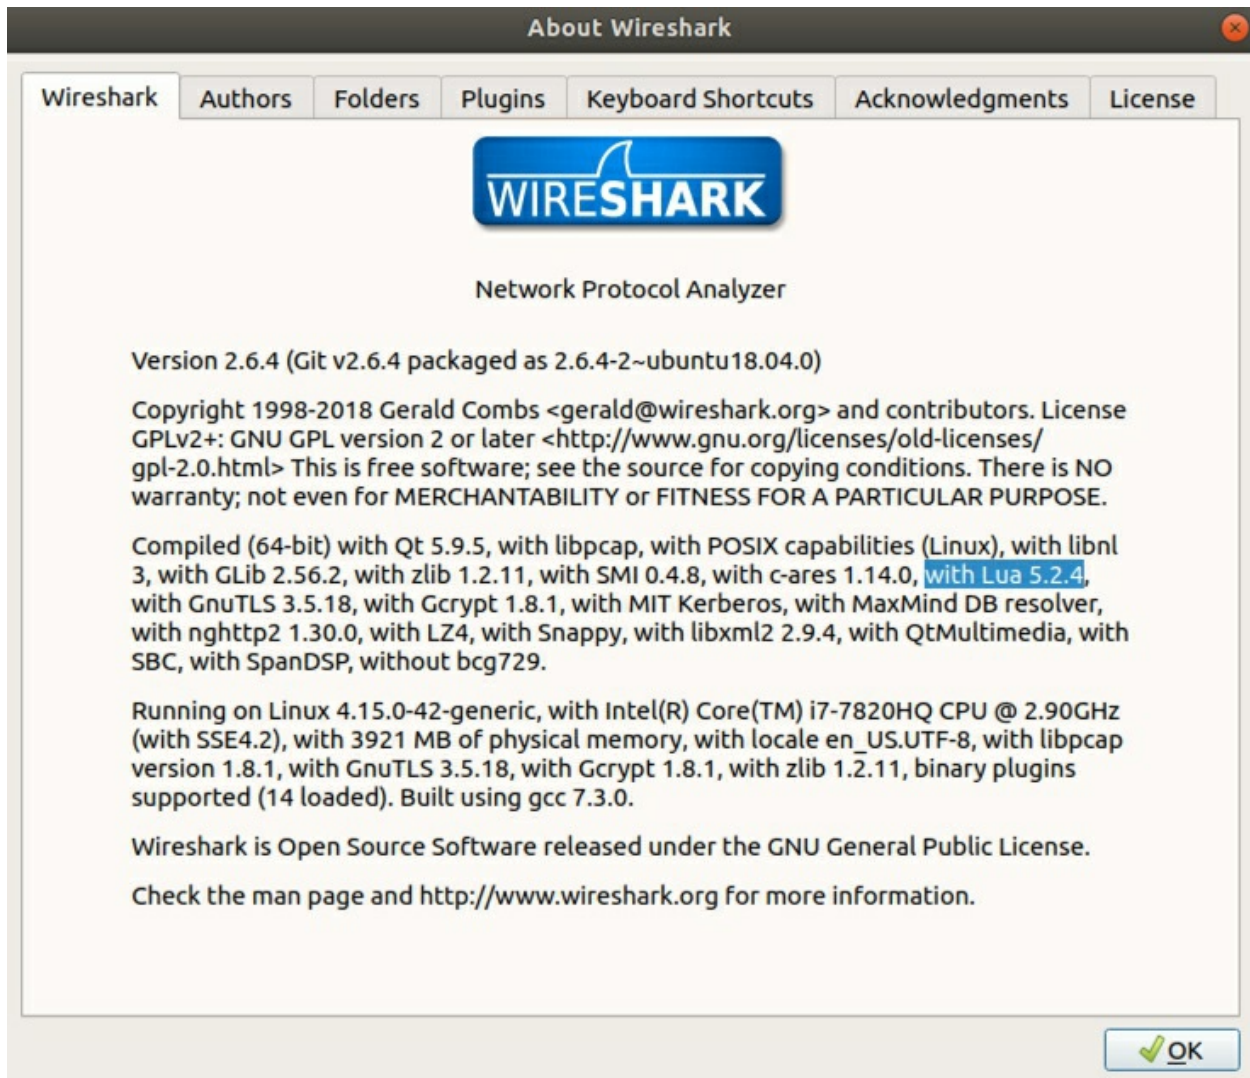 About Wireshark
Wireshark Authors Folders Plugins Keyboard Shortcuts Acknowledgments License
WIRESHARK
Network Protocol Analyzer
Version 2.6.4 (Git v2.6.4 packaged as 2.6.4-2~ubuntu18.04.0)
Copyright 1998-2018 Gerald Combs <gerald@wireshark.org> and contributors. License
GPLv2+: GNU GPL version 2 or later <http://www.gnu.org/licenses/old-licenses/
gpl-2.0.html> This is free software; see the source for copying conditions. There is NO
warranty; not even for MERCHANTABILITY or FITNESS FOR A PARTICULAR PURPOSE.
Compiled (64-bit) with Qt 5.9.5, with libpcap, with POSIX capabilities (Linux), with libnl
3, with GLib 2.56.2, with zlib 1.2.11, with SMI 0.4.8, with c-ares 1.14.0, with Lua 5.2.4,
with GnuTLS 3.5.18, with Gcrypt 1.8.1, with MIT Kerberos, with MaxMind DB resolver,
with nghttp2 1.30.0, with LZ4, with Snappy, with libxml2 2.9.4, with QtMultimedia, with
SBC, with SpanDSP, without bcg729.
Running on Linux 4.15.0-42-generic, with Intel(R) Core(TM) i7-7820HQ CPU @ 2.90GHz
(with SSE4.2), with 3921 MB of physical memory, with locale en_US.UTF-8, with libpcap
version 1.8.1, with GnuTLS 3.5.18, with Gcrypt 1.8.1, with zlib 1.2.11, binary plugins
supported (14 loaded). Built using gcc 7.3.0.
Wireshark is Open Source Software released under the GNU General Public License.
Check the man page and http://www.wireshark.org for more information.
OK